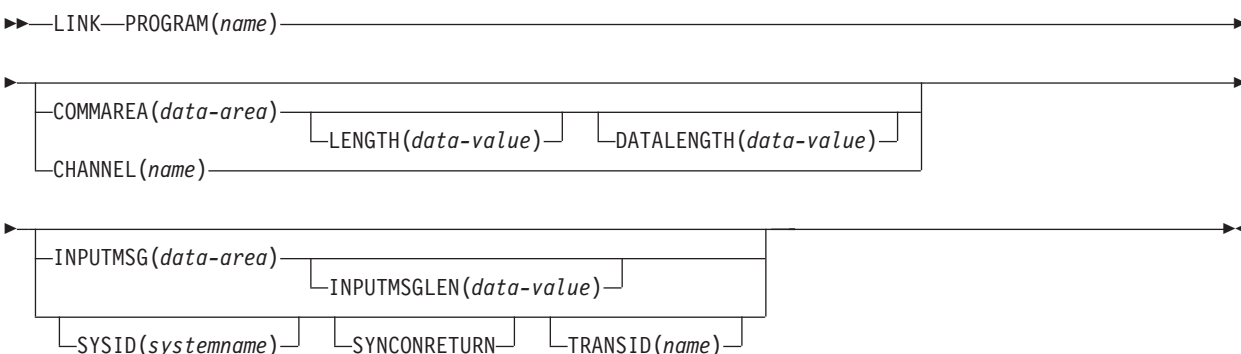 LINK PROGRAM(name)
COMMAREA(data-area)
LENGTH(data-value) DATALENGTH(data-value)
CHANNEL(name)
INPUTMSG(data-area)
INPUTMSGLEN(data-value)
SYSID(systemname) SYNCONRETURN TRANSID(name)